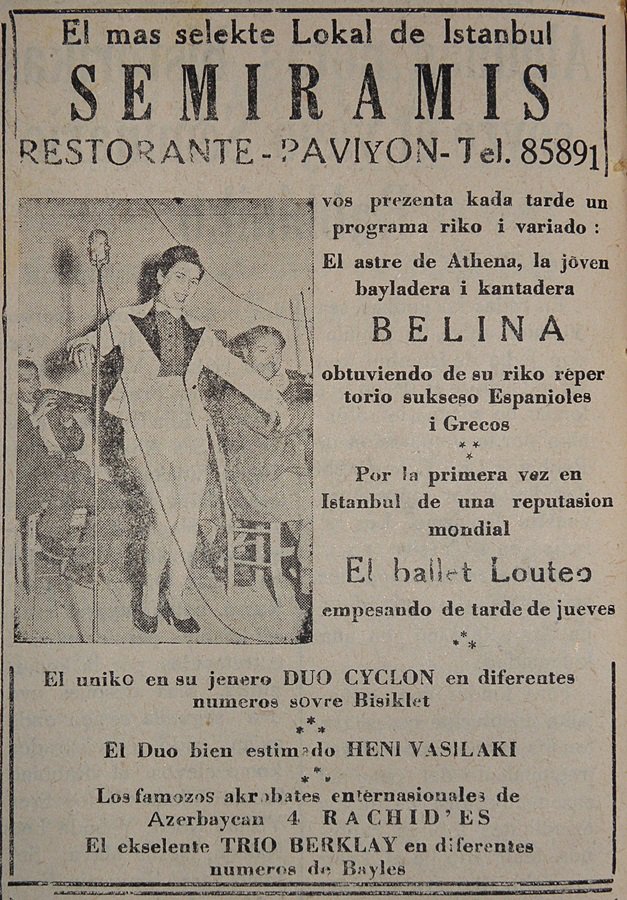 El mas selekte Lokal de Istanbul
SEMIRAMIS
RESTORANTE - PAVIYON - Tel. 85891
vos prezenta kada tarde un
programa riko i variado :
El astre de Athena, la jöven
bayladera i kantadera
BELINA
obtuviendo de su riko réper
torio sukseso Espanioles
i Grecos
Por la primera vez en
Istanbul de una reputasion
mondial
El ballet Louteo
empesando de tarde de jueves
El uniko en su jenero DUO CYCLON en diferentes
numeros sovre Bisiklet
El Duo bien estimado HENI VASILAKI
Los famozos akrobates enternasionales de
Azerbaycan 4 RACHID'ES
El ekselente TRIO BERKLAY en diferentes
numeros de Bayles